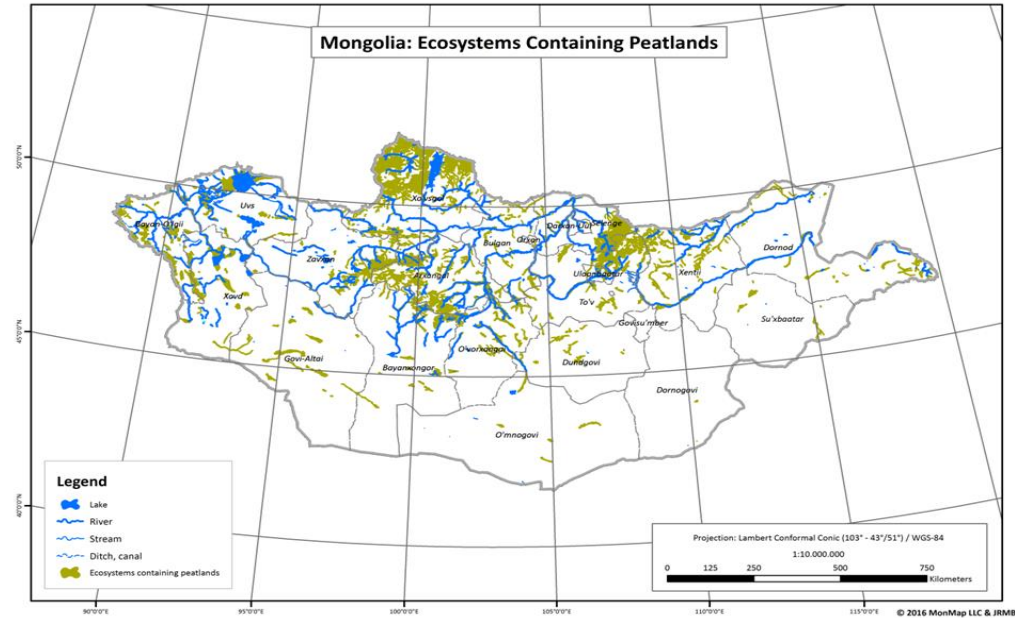 Mongolia: Ecosystems Containing Peatlands
50°0'0"N
45°0'0"N
40°0'0"N
Xo'vsgol
Uvs
Bayan-O'lgii
Zavxan
Bulgan
Orxon
Darxan-Uul
Selenge
Arxangai
Ulaanbaatar
Xentii
Dornod
Xovd
To'v
Govisu'mber
Su'xbaatar
Govi-Altai
Bayanxongor
O'vorxangai
Dundgovi
Dornogovi
O'mnogovi
Legend
Lake
River
Stream
Ditch, canal
Ecosystems containing peatlands
Projection: Lambert Conformal Conic (103° - 43°/51°) / WGS-84
1:10.000.000
0 125 250 500 750
Kilometers
90°0'0"E 95°0'0"E 100°0'0"E 105°0'0"E 110°0'0"E 115°0'0"E
© 2016 MonMap LLC & JRMB